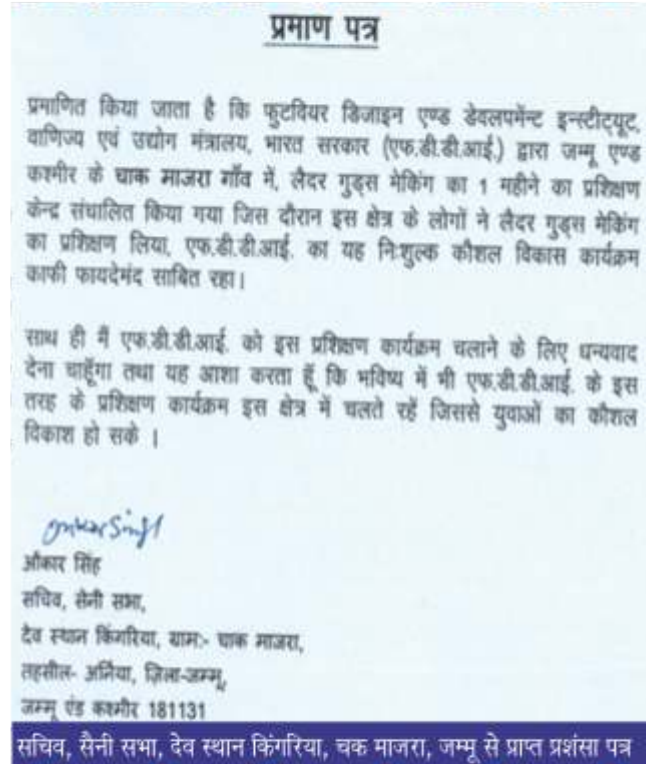 प्रमाण पत्र
प्रमाणित किया जाता है कि फुटवियर डिजाइन एण्ड डेवलपमेन्ट इन्स्टीट्यूट,
वाणिज्य एवं उद्योग मंत्रालय, भारत सरकार (एफ.डी.डी.आई.) द्वारा जम्मू एण्ड
कश्मीर के चाक माजरा गाँव में, लैदर गुड्स मेकिंग का 1 महीने का प्रशिक्षण
केन्द्र संचालित किया गया जिस दौरान इस क्षेत्र के लोगों ने लैदर गुड्स मेकिंग
का प्रशिक्षण लिया, एफ.डी.डी.आई. का यह निःशुल्क कौशल विकास कार्यक्रम
काफी फायदेमंद साबित रहा।
साथ ही मैं एफ.डी.डी.आई. को इस प्रशिक्षण कार्यक्रम चलाने के लिए धन्यवाद
देना चाहूँगा तथा यह आशा करता हूँ कि भविष्य में भी एफ.डी.डी.आई. के इस
तरह के प्रशिक्षण कार्यक्रम इस क्षेत्र में चलते रहें जिससे युवाओं का कौशल
विकाश हो सके ।
Onkar Singh
औकार सिंह
सचिव, सेनी सभा,
देव स्थान किंगरिया, ग्रामः- चाक माजरा,
तहसील- अर्निया, ज़िला-जम्मू,
जम्मू एंड कश्मीर 181131
सचिव, सैनी सभा, देव स्थान किंगरिया, चक माजरा, जम्मू से प्राप्त प्रशंसा पत्र